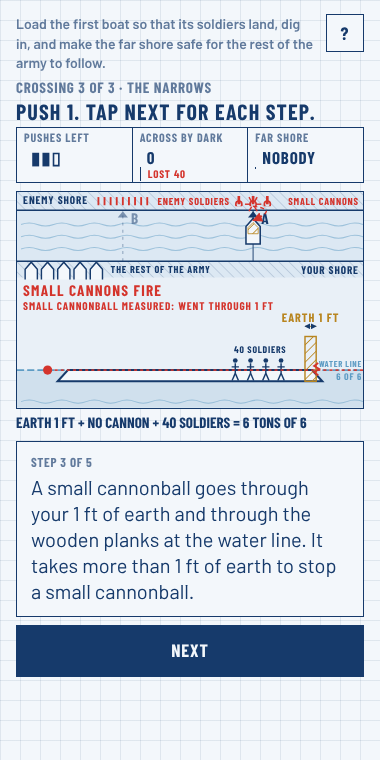 Load the first boat so that its soldiers land, dig
in, and make the far shore safe for the rest of the
army to follow.
?
CROSSING 3 OF 3 · THE NARROWS
PUSH 1. TAP NEXT FOR EACH STEP.
PUSHES LEFT
ACROSS BY DARK
0
LOST 40
FAR SHORE
NOBODY
ENEMY SHORE
ENEMY SOLDIERS
SMALL CANNONS
B
A
THE REST OF THE ARMY
YOUR SHORE
SMALL CANNONS FIRE
SMALL CANNONBALL MEASURED: WENT THROUGH 1 FT
EARTH 1 FT
40 SOLDIERS
WATER LINE
6 OF 6
EARTH 1 FT + NO CANNON + 40 SOLDIERS = 6 TONS OF 6
STEP 3 OF 5
A small cannonball goes through
your 1 ft of earth and through the
wooden planks at the water line. It
takes more than 1 ft of earth to stop
a small cannonball.
NEXT